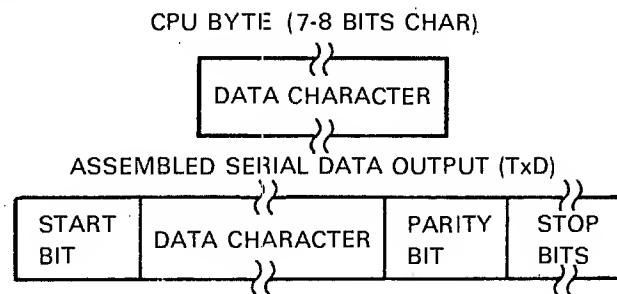 CPU BYTE (7-8 BITS CHAR)
DATA CHARACTER
ASSEMBLED SERIAL DATA OUTPUT (TxD)
START BIT
DATA CHARACTER
PARITY BIT
STOP BITS